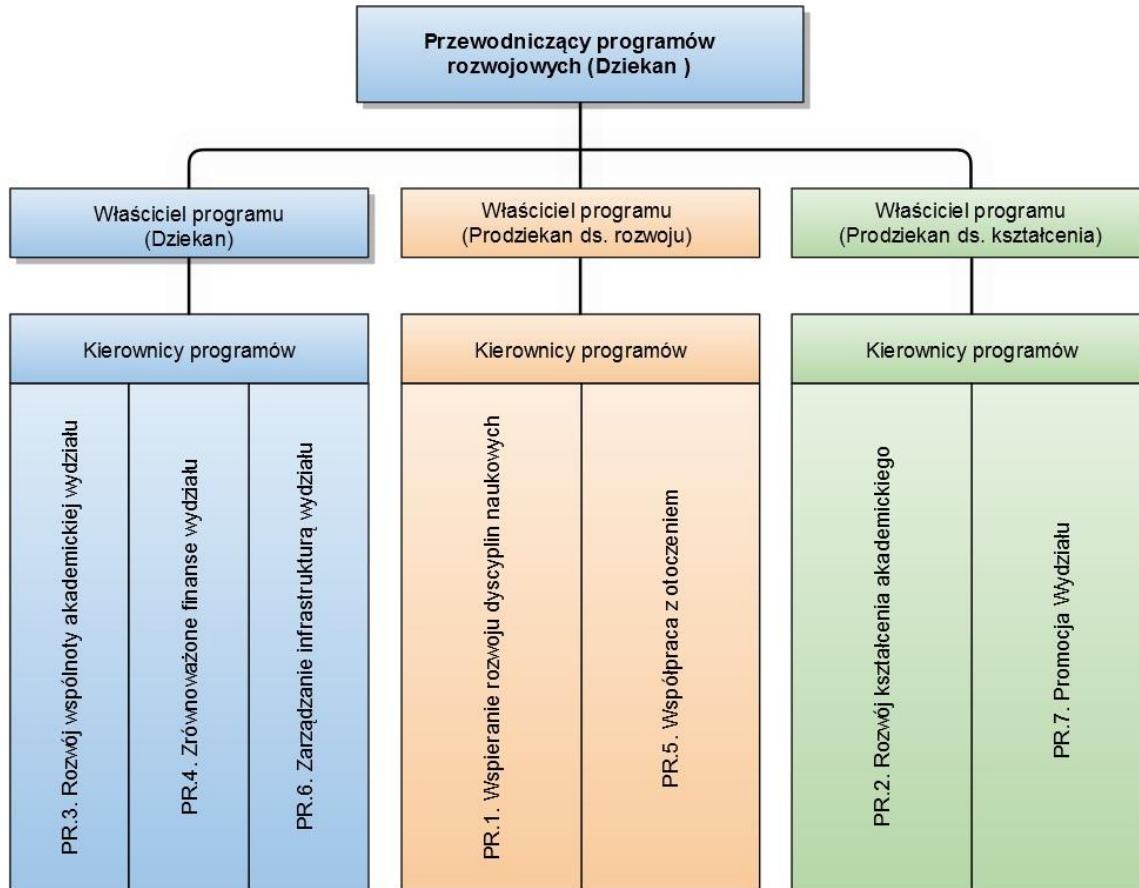 Przewodniczący programów
rozwojowych (Dziekan )
Właściciel programu
(Dziekan)
Właściciel programu
(Prodziekan ds. rozwoju)
Właściciel programu
(Prodziekan ds. kształcenia)
Kierownicy programów
Kierownicy programów
Kierownicy programów
PR.3. Rozwój wspólnoty akademickiej wydziału
PR.4. Zrównoważone finanse wydziału
PR.6. Zarządzanie infrastrukturą wydziału
PR.1. Wspieranie rozwoju dyscyplin naukowych
PR.5. Współpraca z otoczeniem
PR.2. Rozwój kształcenia akademickiego
PR.7. Promocja Wydziału